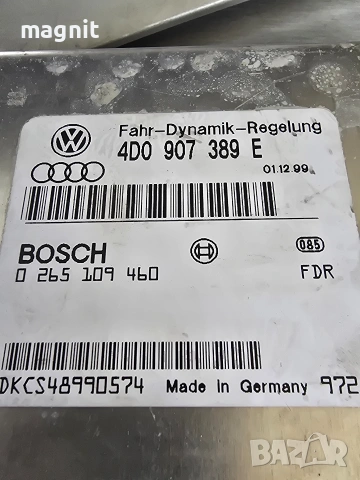 magnit
Fahr-Dynamik-Regelung
4D0 907 389 E
01.12.99
BOSCH
0 265 109 460
085
FDR
DKCS48990574 Made in Germany 972
BAZAR